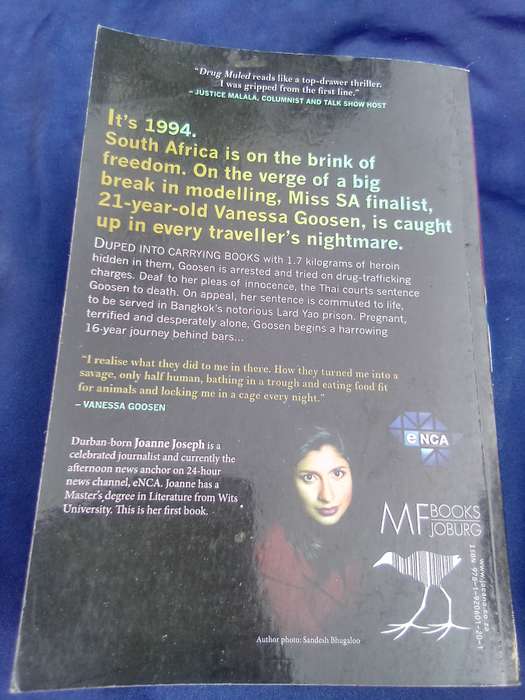 "Drug Muled reads like a top-drawer thriller.
I was gripped from the first line."
– JUSTICE MALALA, COLUMNIST AND TALK SHOW HOST
It's 1994.
South Africa is on the brink of
freedom. On the verge of a big
break in modelling, Miss SA finalist,
21-year-old Vanessa Goosen, is caught
up in every traveller's nightmare.
DUPED INTO CARRYING BOOKS with 1.7 kilograms of heroin
hidden in them, Goosen is arrested and tried on drug-trafficking
charges. Deaf to her pleas of innocence, the Thai courts sentence
Goosen to death. On appeal, her sentence is commuted to life,
to be served in Bangkok's notorious Lard Yao prison. Pregnant,
terrified and desperately alone, Goosen begins a harrowing
16-year journey behind bars...
"I realise what they did to me in there. How they turned me into a
savage, only half human, bathing in a trough and eating food fit
for animals and locking me in a cage every night."
– VANESSA GOOSEN
Durban-born Joanne Joseph is a
celebrated journalist and currently the
afternoon news anchor on 24-hour
news channel, eNCA. Joanne has a
Master's degree in Literature from Wits
University. This is her first book.
eNCA
MF BOOKS
JOBURG
www.jacana.co.za
ISBN 978-1-920601-20-1
Author photo: Sandesh Bhugaloo